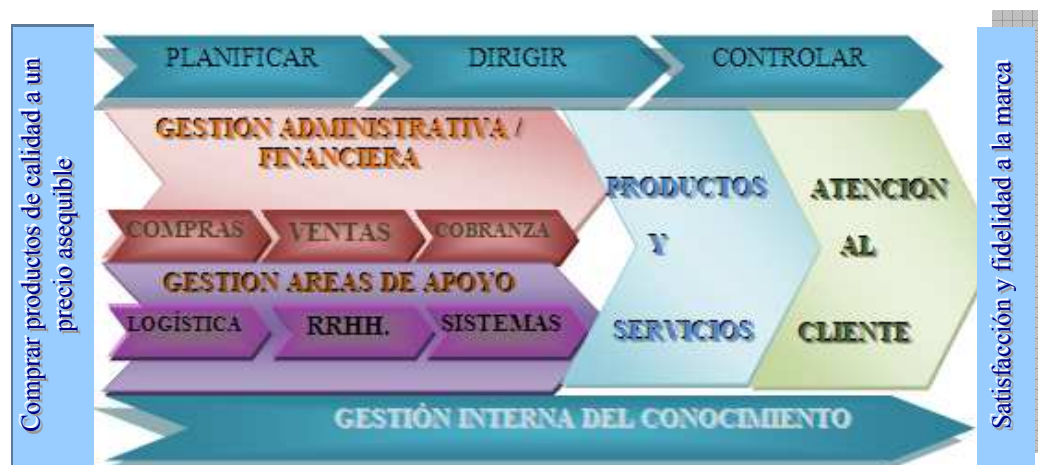 Comprar productos de calidad a un
precio asequible
PLANIFICAR
DIRIGIR
CONTROLAR
GESTION ADMINISTRATIVA /
FINANCIERA
COMPRAS
VENTAS
COBRANZA
GESTION AREAS DE APOYO
LOGÍSTICA
RRHH.
SISTEMAS
PRODUCTOS
Y
SERVICIOS
ATENCION
AL
CLIENTE
GESTIÓN INTERNA DEL CONOCIMIENTO
Satisfacción y fidelidad a la marca